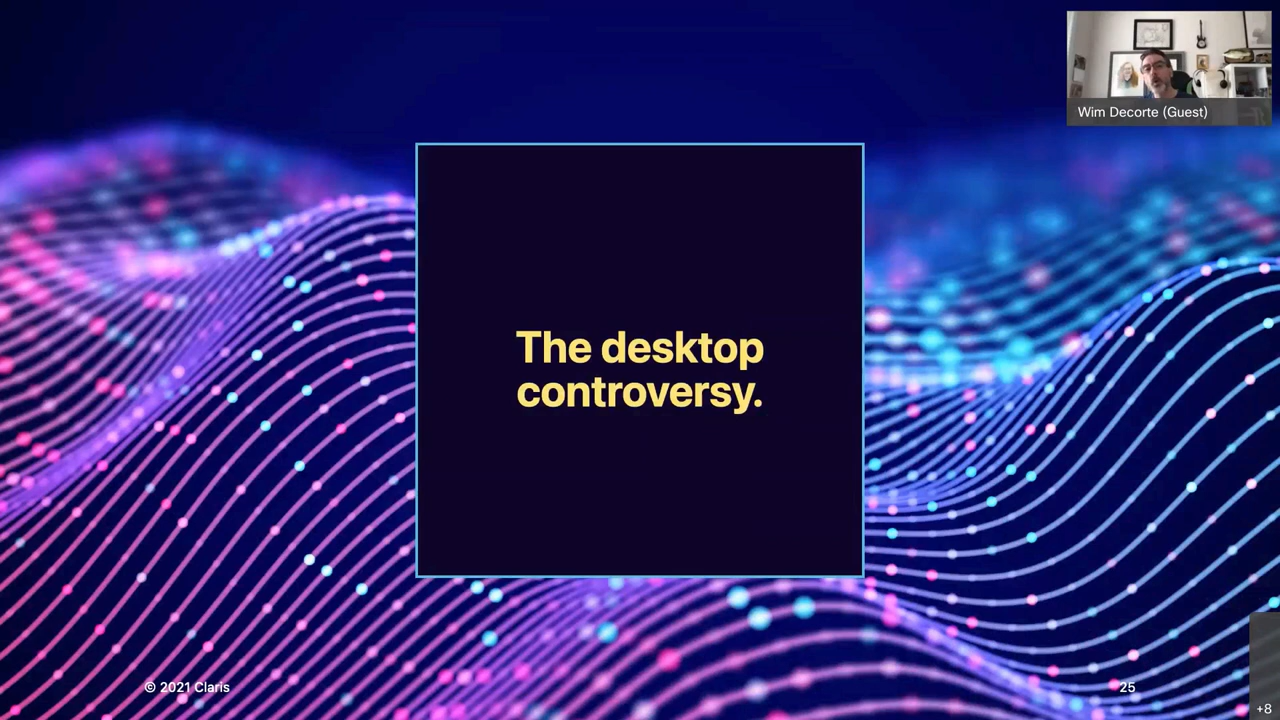 Wim Decorte (Guest)
The desktop
controversy.
© 2021 Claris
25
+8